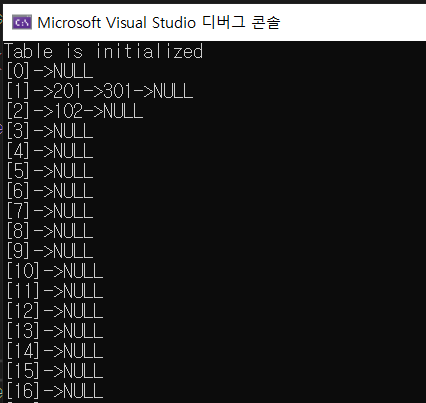 Microsoft Visual Studio 디버그 콘솔
Table is initialized
[0]->NULL
[1]->201->301->NULL
[2]->102->NULL
[3]->NULL
[4]->NULL
[5]->NULL
[6]->NULL
[7]->NULL
[8]->NULL
[9]->NULL
[10]->NULL
[11]->NULL
[12]->NULL
[13]->NULL
[14]->NULL
[15]->NULL
[16]->NULL